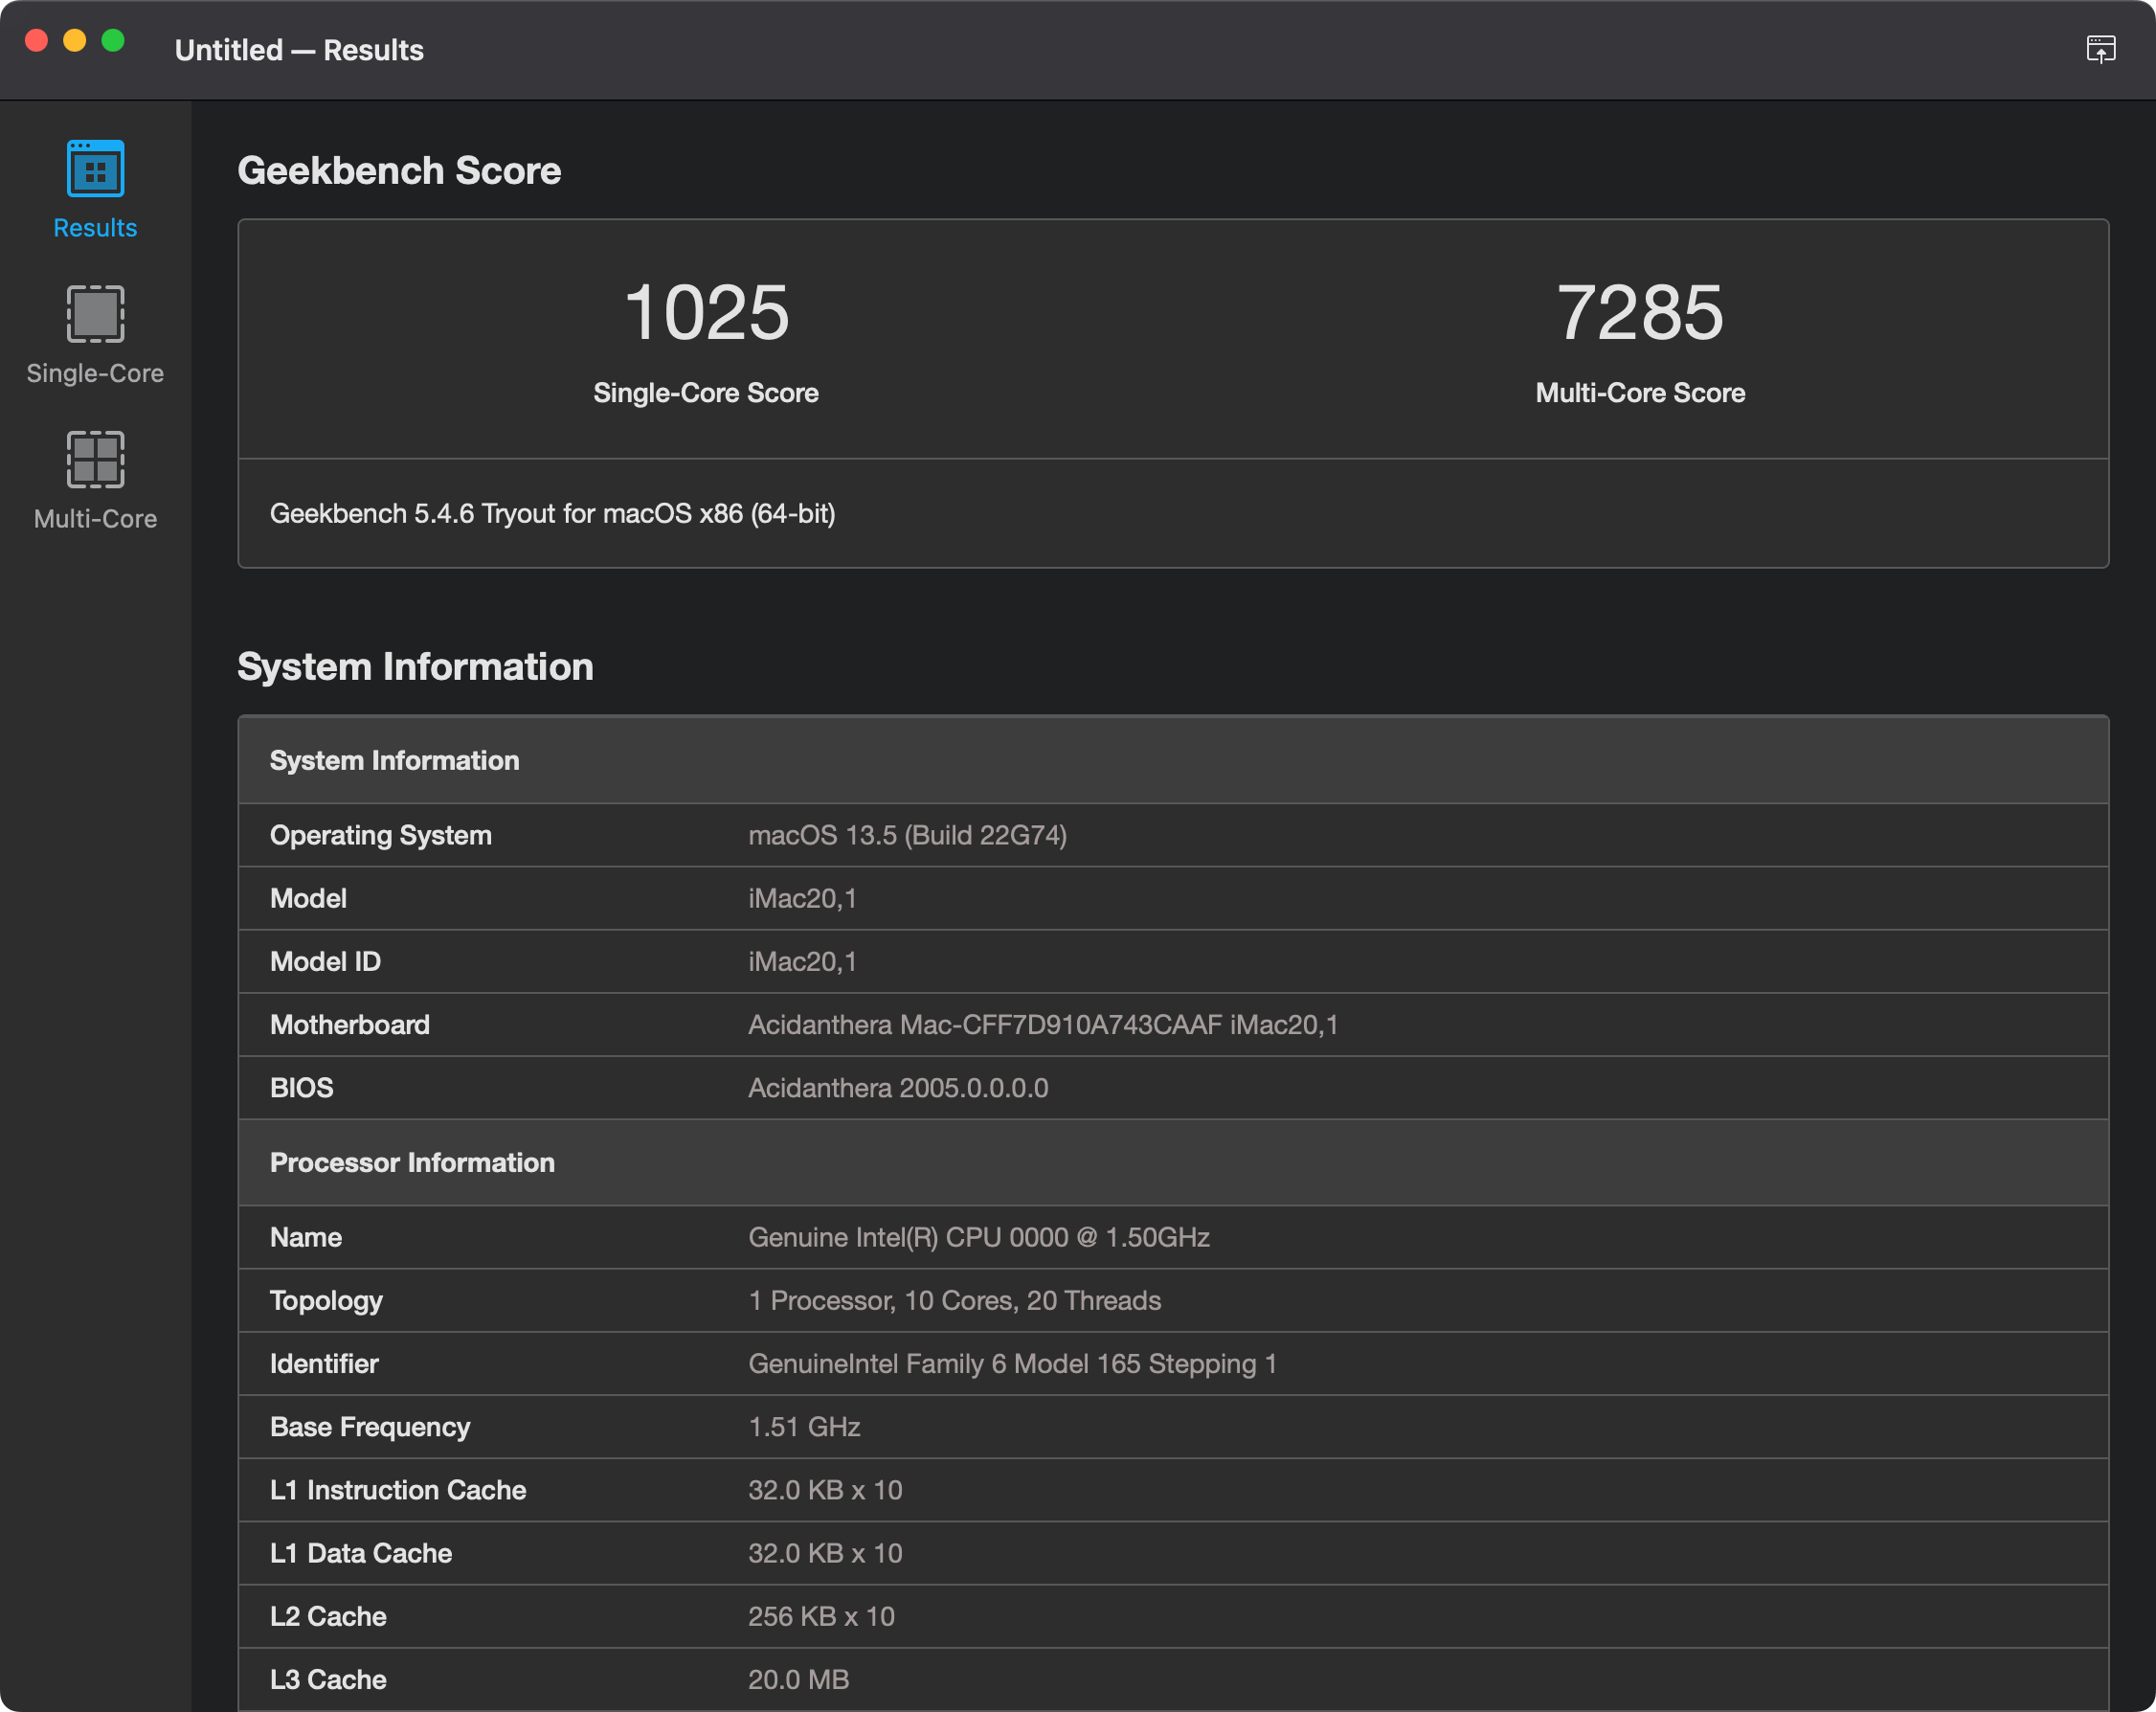 Untitled — Results
Results
Single-Core
Multi-Core
Geekbench Score
1025
Single-Core Score
7285
Multi-Core Score
Geekbench 5.4.6 Tryout for macOS x86 (64-bit)
System Information
System Information
Operating System macOS 13.5 (Build 22G74)
Model iMac20,1
Model ID iMac20,1
Motherboard Acidanthera Mac-CFF7D910A743CAAF iMac20,1
BIOS Acidanthera 2005.0.0.0.0
Processor Information
Name Genuine Intel(R) CPU 0000 @ 1.50GHz
Topology 1 Processor, 10 Cores, 20 Threads
Identifier GenuineIntel Family 6 Model 165 Stepping 1
Base Frequency 1.51 GHz
L1 Instruction Cache 32.0 KB x 10
L1 Data Cache 32.0 KB x 10
L2 Cache 256 KB x 10
L3 Cache 20.0 MB